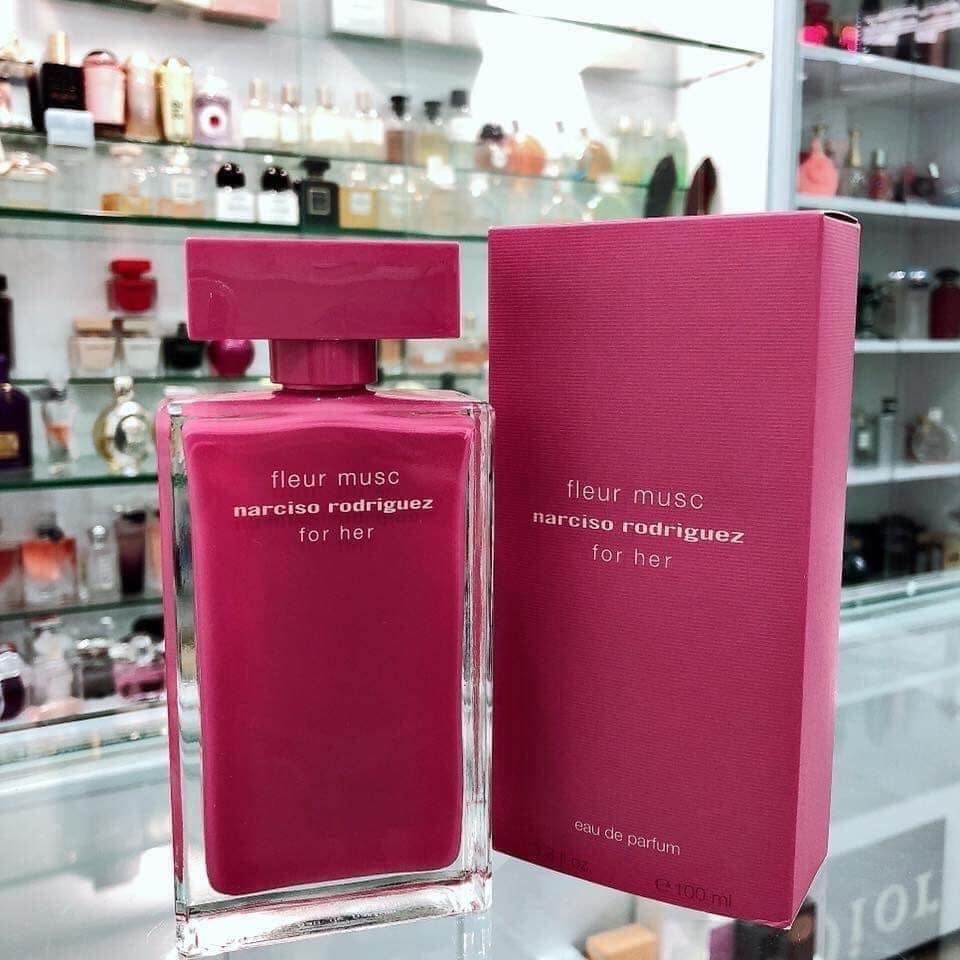 fleur musc
narciso rodriguez
for her
fleur musc
narciso rodriguez
for her
eau de parfum
℮ 100 ml